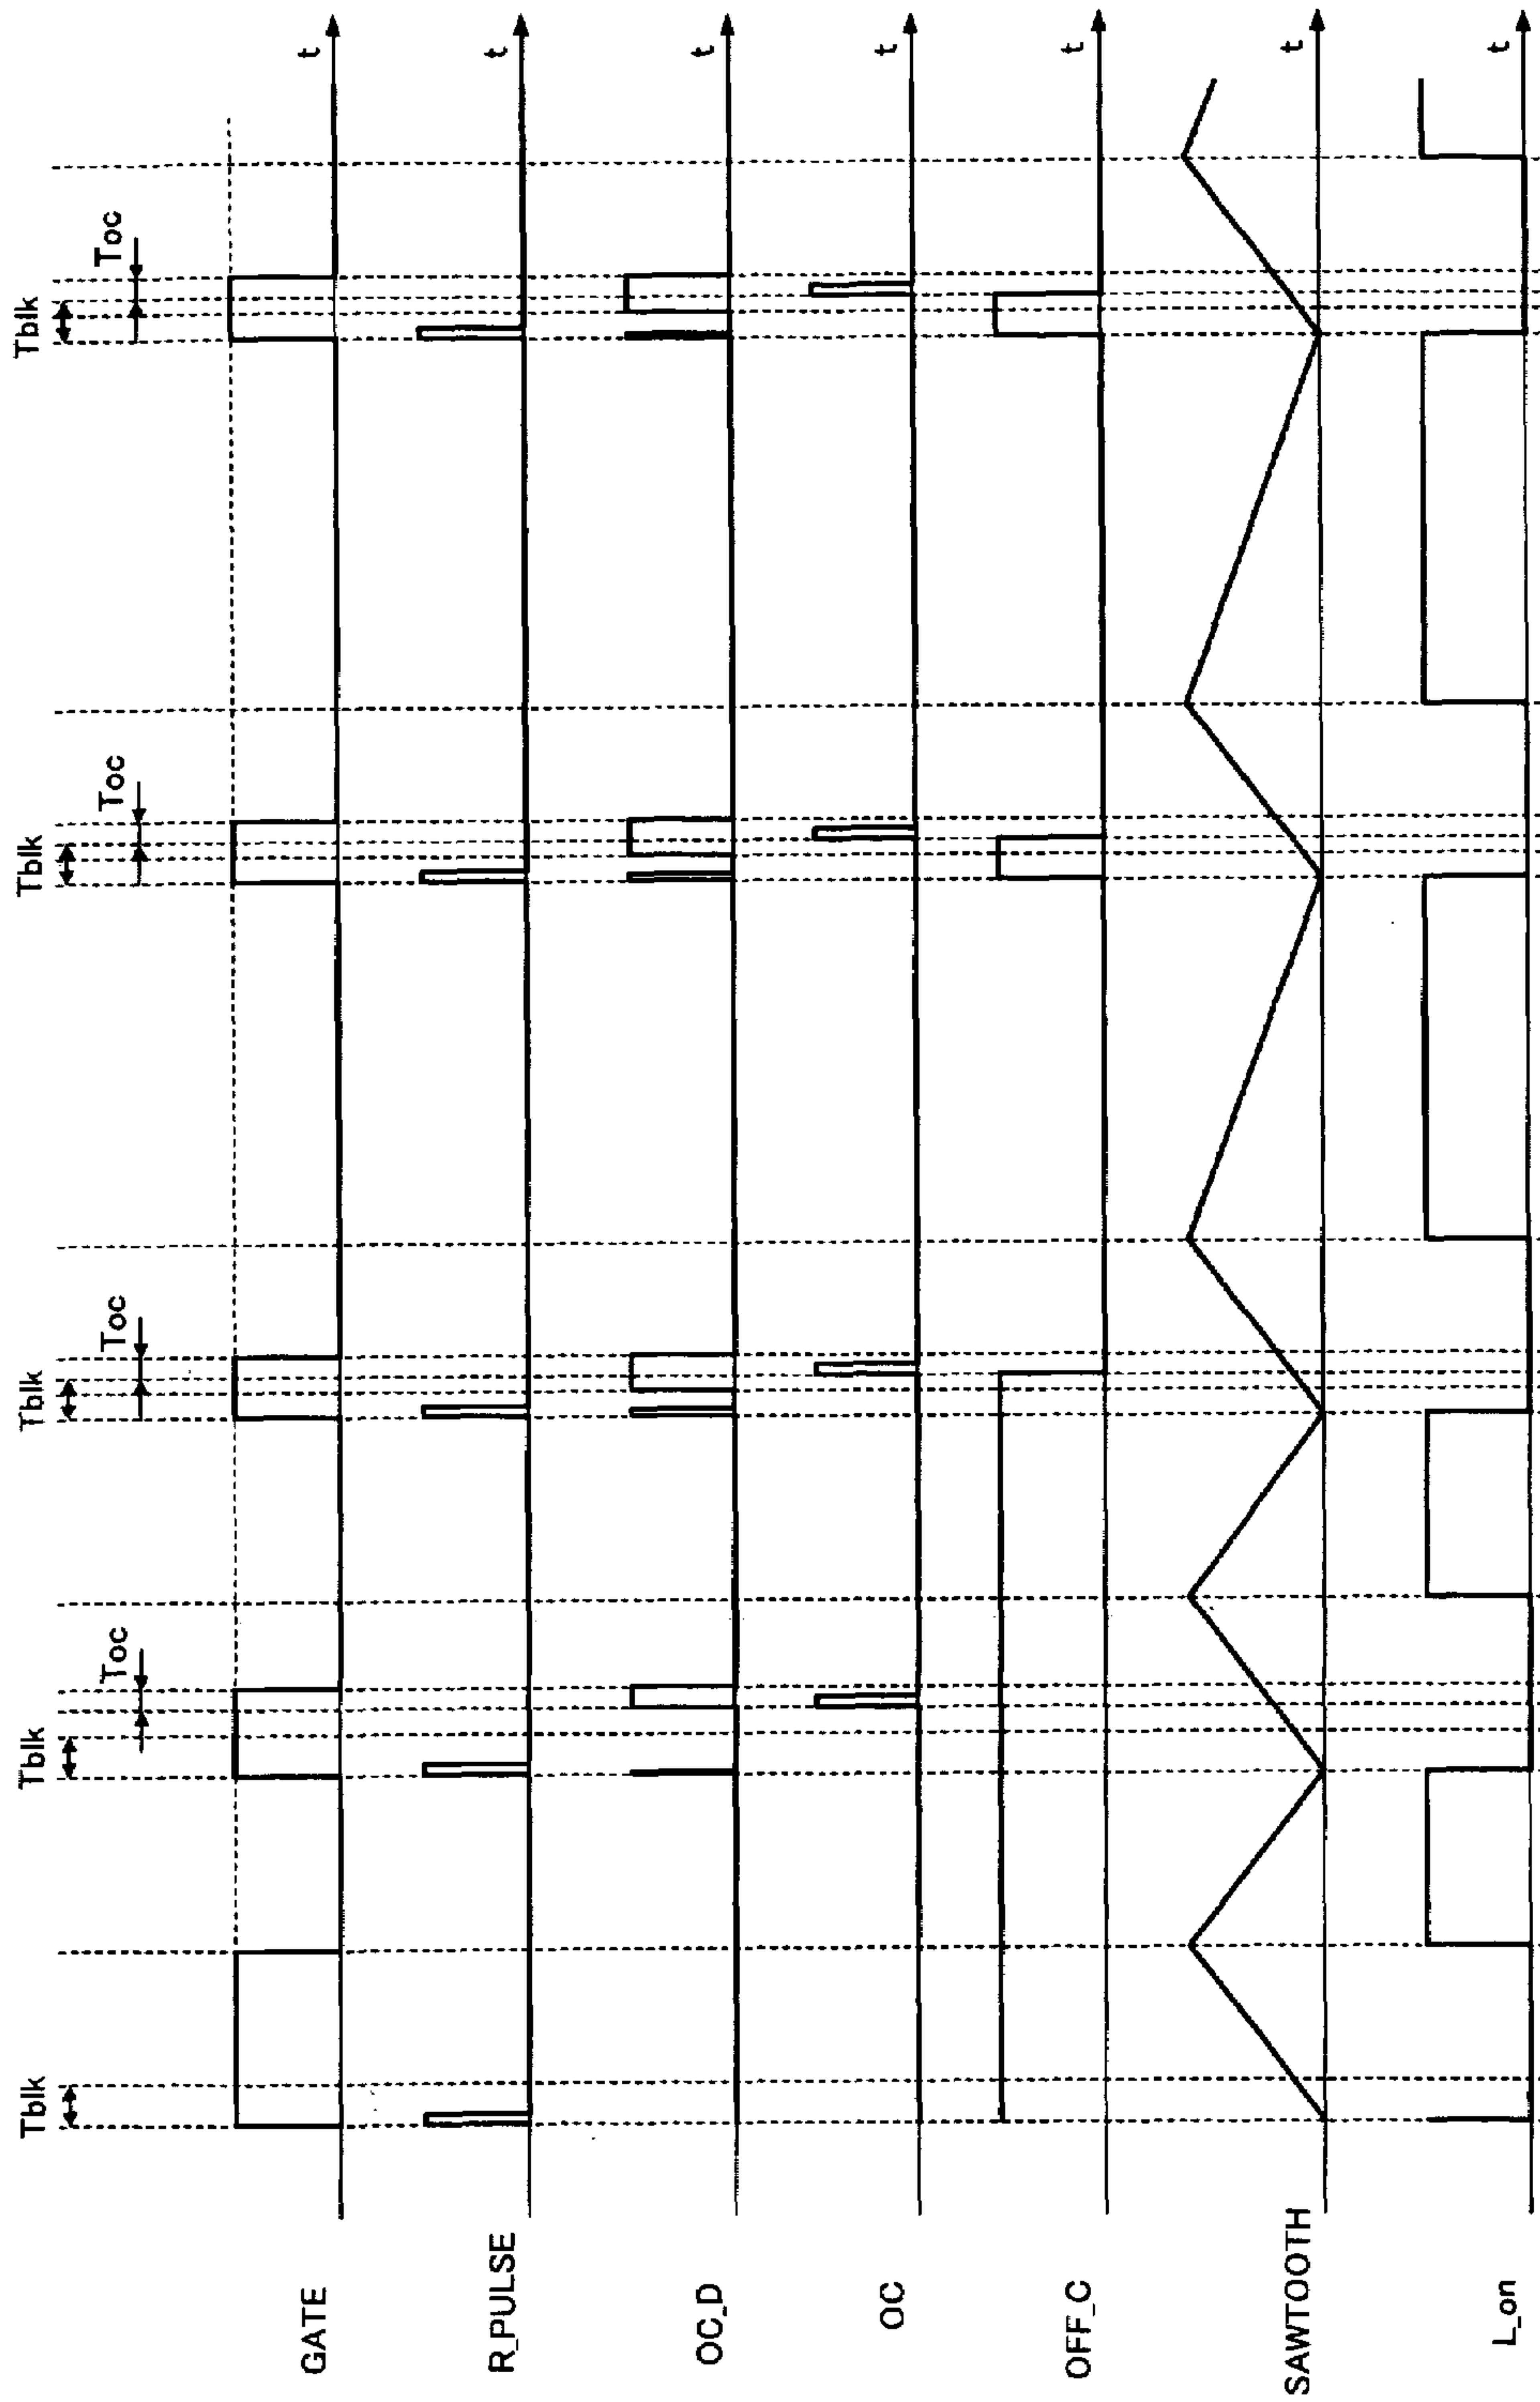 Tblk
Tblk
Toc
Tblk
Toc
Tblk
Toc
Tblk
Toc
GATE
t
R_PULSE
t
OC_D
t
OC
t
OFF_C
t
SAWTOOTH
t
L_on
t